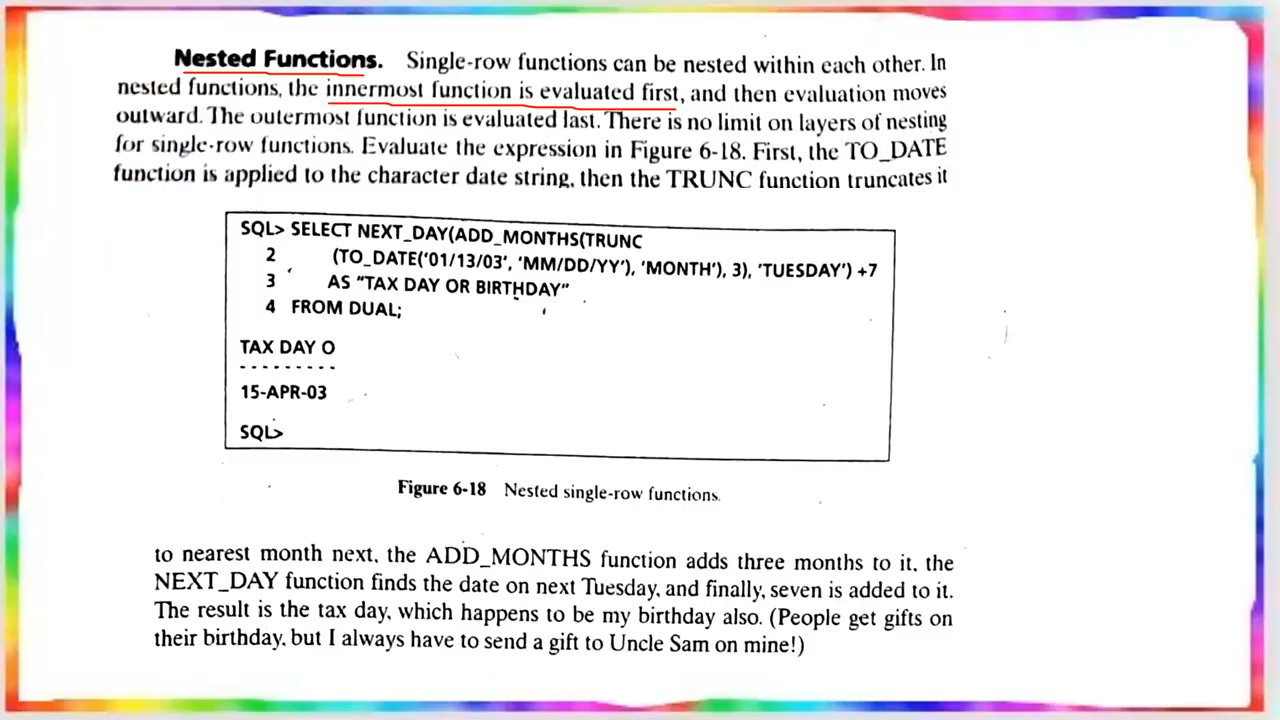 Nested Functions. Single-row functions can be nested within each other. In
nested functions, the innermost function is evaluated first, and then evaluation moves
outward. The outermost function is evaluated last. There is no limit on layers of nesting
for single-row functions. Evaluate the expression in Figure 6-18. First, the TO_DATE
function is applied to the character date string, then the TRUNC function truncates it
SQL> SELECT NEXT_DAY(ADD_MONTHS(TRUNC
2 (TO_DATE('01/13/03', 'MM/DD/YY'), 'MONTH'), 3), 'TUESDAY') +7
3 AS "TAX DAY OR BIRTHDAY"
4 FROM DUAL;
TAX DAY O
---------
15-APR-03
SQL>
Figure 6-18 Nested single-row functions.
to nearest month next, the ADD_MONTHS function adds three months to it, the
NEXT_DAY function finds the date on next Tuesday, and finally, seven is added to it.
The result is the tax day, which happens to be my birthday also. (People get gifts on
their birthday, but I always have to send a gift to Uncle Sam on mine!)